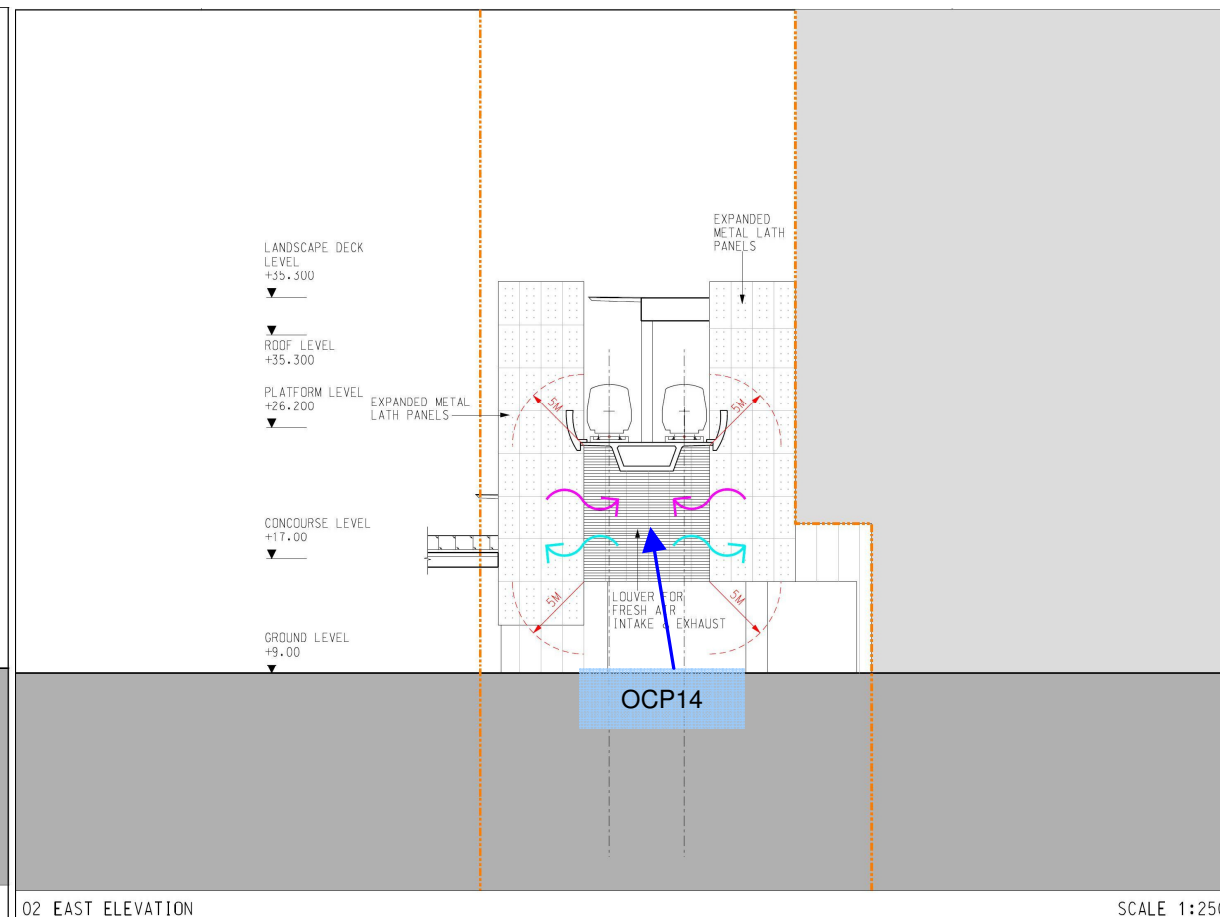 EXPANDED
METAL LATH
PANELS
LANDSCAPE DECK
LEVEL
+35.300
ROOF LEVEL
+35.300
PLATFORM LEVEL
+26.200
EXPANDED METAL
LATH PANELS
5M
5M
CONCOURSE LEVEL
+17.00
5M
5M
LOUVER FOR
FRESH AIR
INTAKE & EXHAUST
GROUND LEVEL
+9.00
OCP14
02 EAST ELEVATION
SCALE 1:250